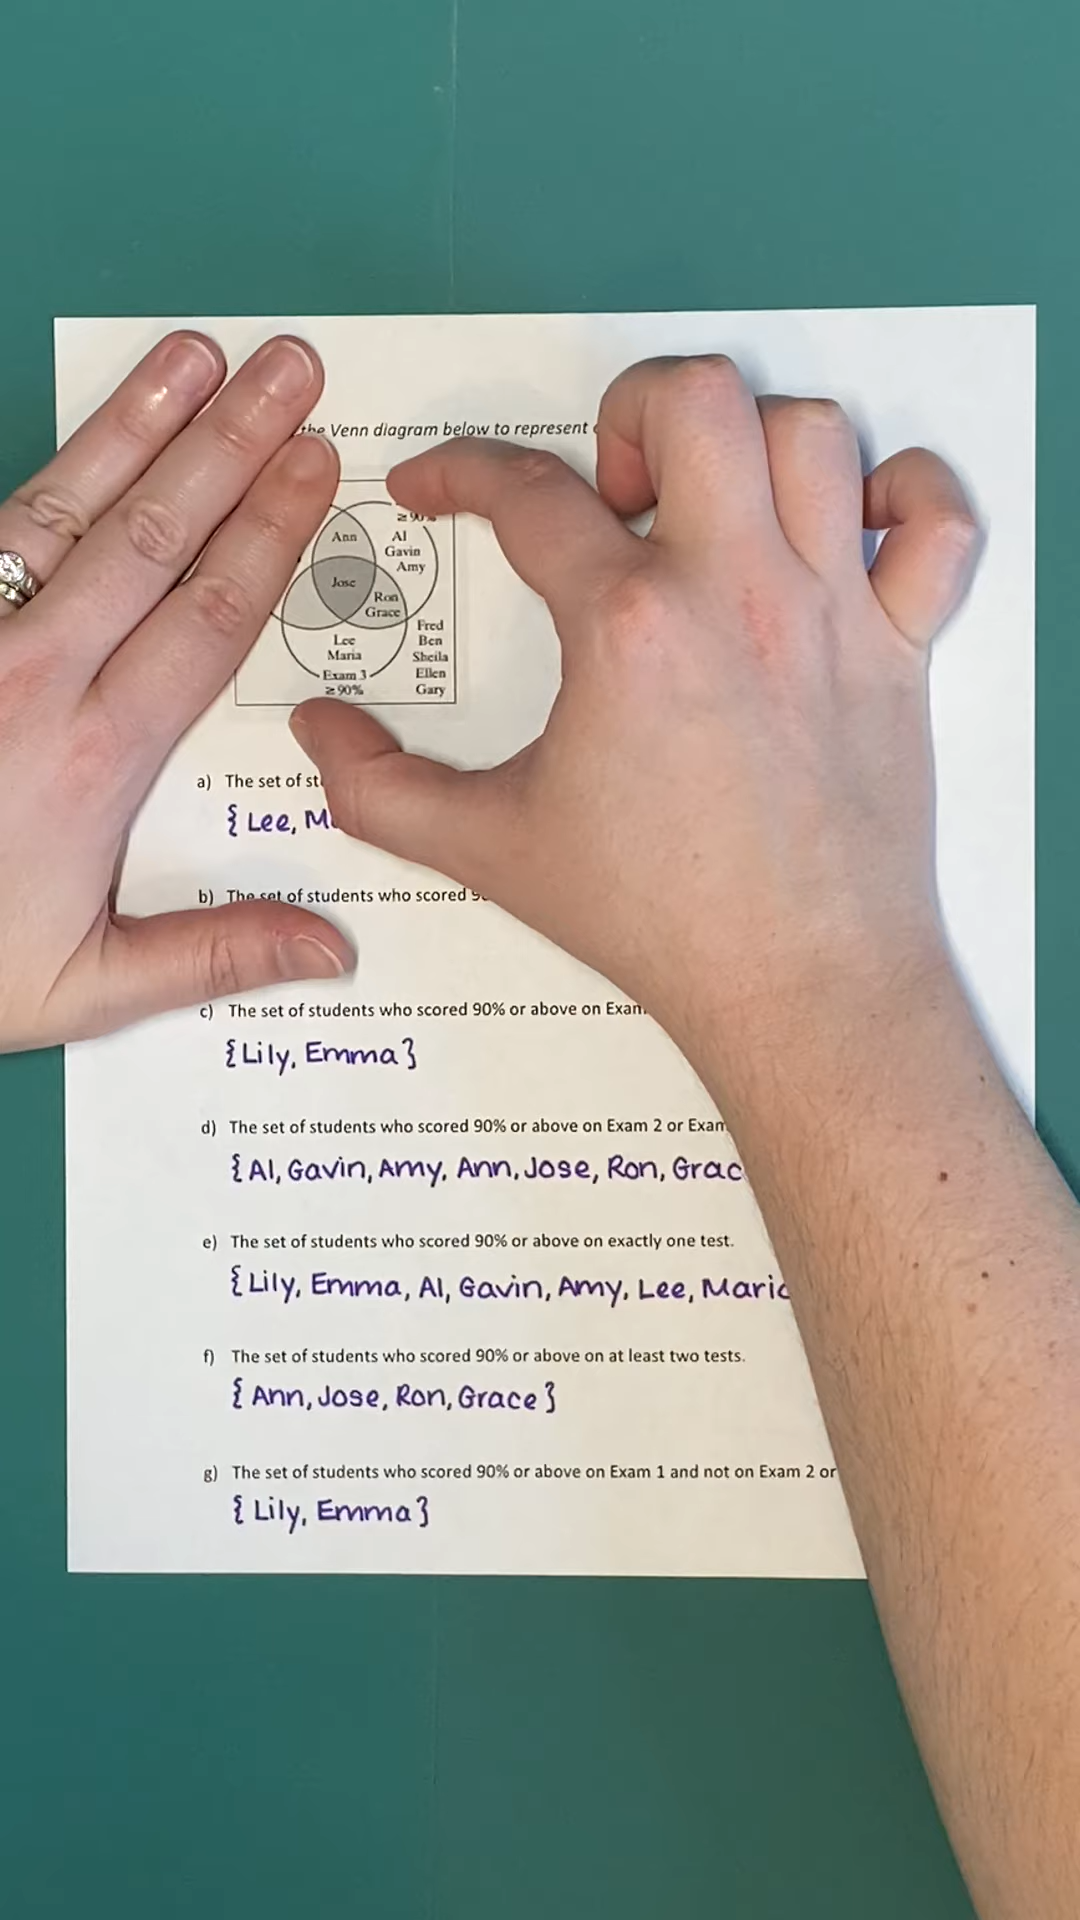 the Venn diagram below to represent
≥ 90%
Ann Al
Gavin
Amy
Jose
Ron
Grace
Fred
Lee Ben
Maria Sheila
Exam 3 Ellen
≥ 90% Gary
a) The set of
{ Lee,
b) The set of students who scored
c) The set of students who scored 90% or above on
{Lily, Emma}
d) The set of students who scored 90% or above on Exam 2 or
{Al, Gavin, Amy, Ann, Jose, Ron,
e) The set of students who scored 90% or above on exactly one test.
{Lily, Emma, Al, Gavin, Amy, Lee,
f) The set of students who scored 90% or above on at least two tests.
{ Ann, Jose, Ron, Grace }
g) The set of students who scored 90% or above on Exam 1 and not on Exam 2 or
{ Lily, Emma}